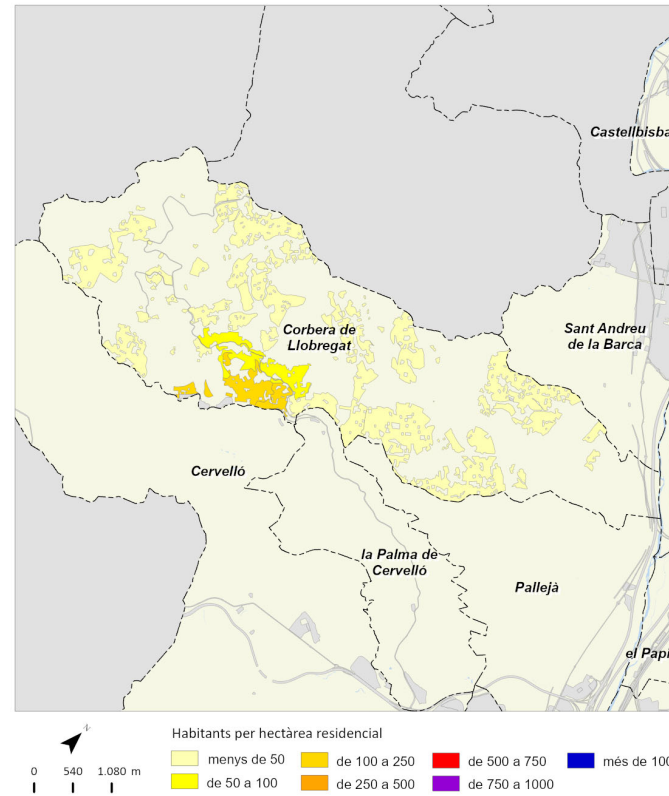 Castellbisba
Corbera de
Llobregat
Sant Andreu
de la Barca
Cervelló
la Palma de
Cervelló
Pallejà
el Papi
N
Habitants per hectàrea residencial
menys de 50
de 100 a 250
de 500 a 750
més de 100
de 50 a 100
de 250 a 500
de 750 a 1000
0 540 1.080 m